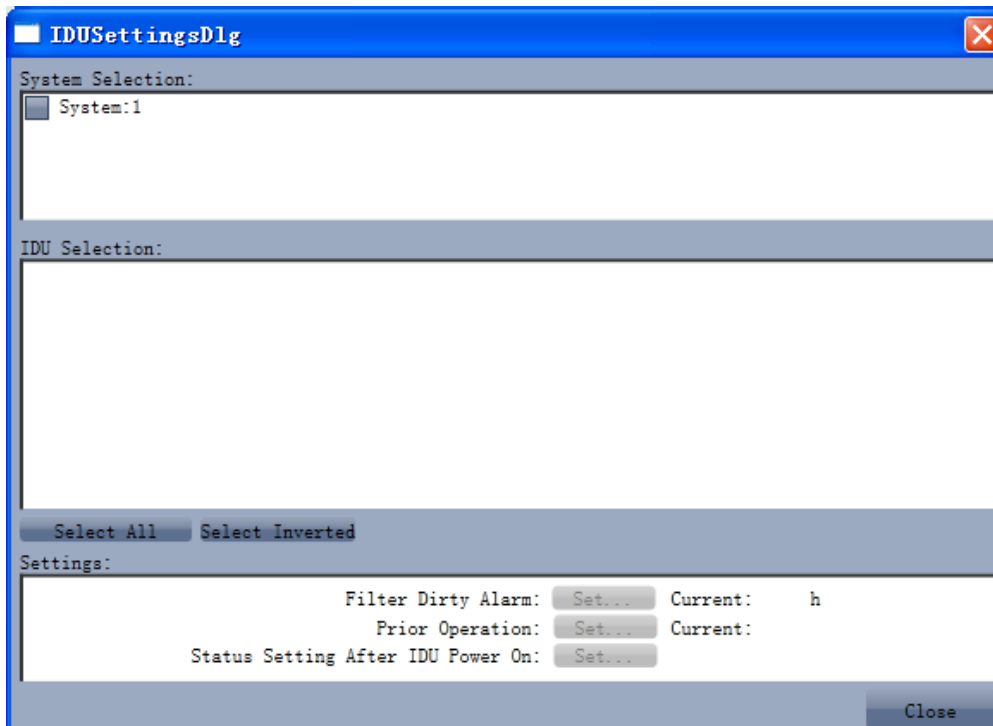 IDUSettingsDlg
System Selection:
System:1
IDU Selection:
Select All Select Inverted
Settings:
Filter Dirty Alarm: Set... Current: h
Prior Operation: Set... Current:
Status Setting After IDU Power On: Set...
Close